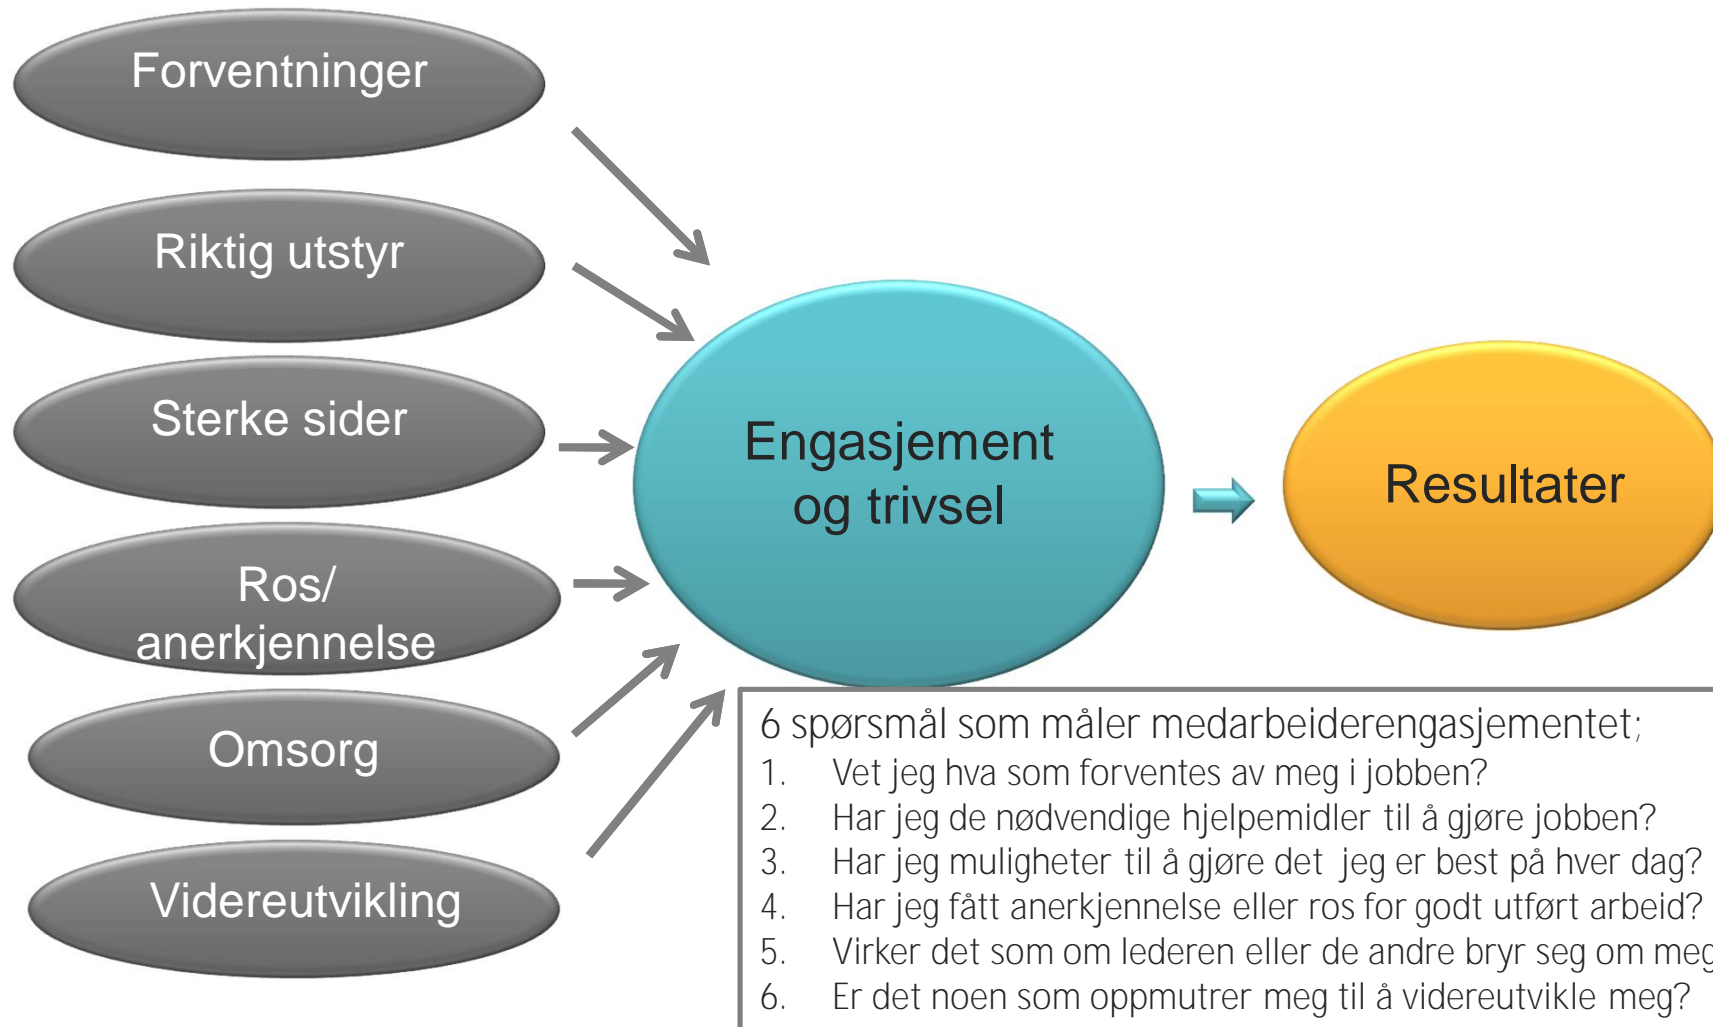 Forventninger
Riktig utstyr
Sterke sider
Ros/
anerkjennelse
Omsorg
Videreutvikling
Engasjement
og trivsel
Resultater
6 spørsmål som måler medarbeiderengasjementet;
1. Vet jeg hva som forventes av meg i jobben?
2. Har jeg de nødvendige hjelpemidler til å gjøre jobben?
3. Har jeg muligheter til å gjøre det jeg er best på hver dag?
4. Har jeg fått anerkjennelse eller ros for godt utført arbeid?
5. Virker det som om lederen eller de andre bryr seg om meg
6. Er det noen som oppmutrer meg til å videreutvikle meg?